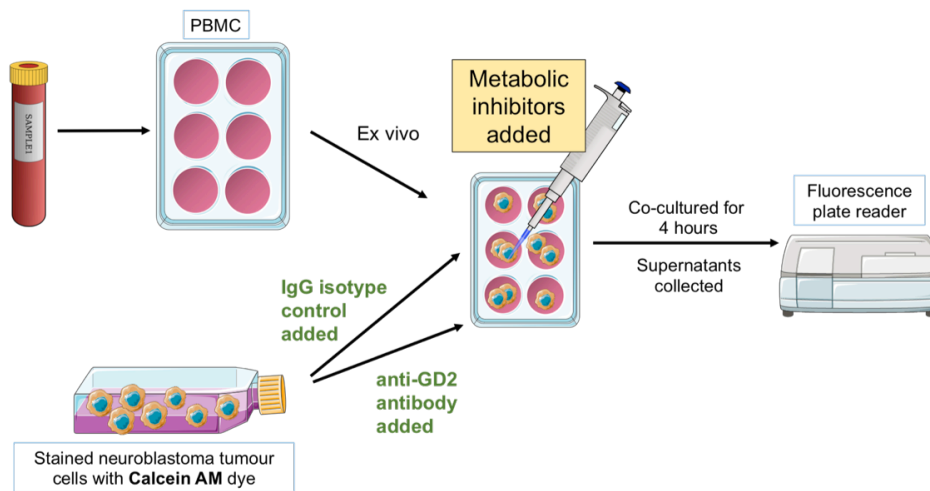 PBMC
SAMPLE1
Ex vivo
Metabolic
inhibitors
added
Co-cultured for
4 hours
Supernatants
collected
Fluorescence
plate reader
IgG isotype
control
added
anti-GD2
antibody
added
Stained neuroblastoma tumour
cells with Calcein AM dye